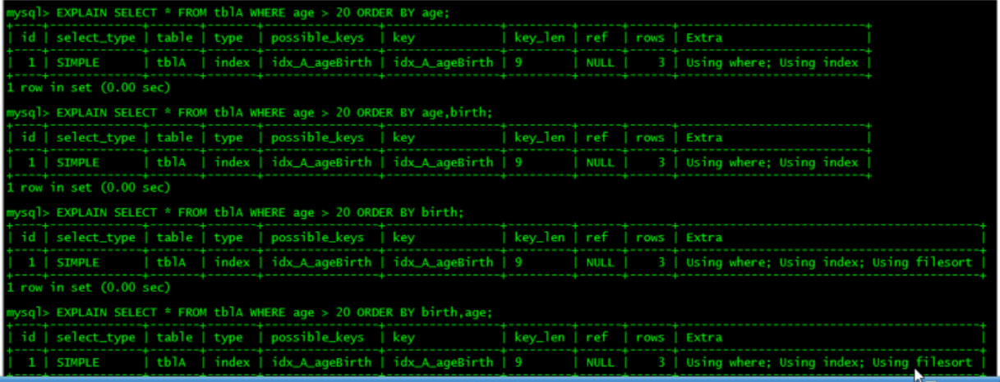 mysql> EXPLAIN SELECT * FROM tblA WHERE age > 20 ORDER BY age;
+----+-------------+-------+-------+---------------+---------------+---------+------+------+--------------------------+
| id | select_type | table | type | possible_keys | key | key_len | ref | rows | Extra |
| 1 | SIMPLE | tblA | index | idx_A_ageBirth | idx_A_ageBirth | 9 | NULL | 3 | Using where; Using index |
1 row in set (0.00 sec)
mysql> EXPLAIN SELECT * FROM tblA WHERE age > 20 ORDER BY age,birth;
| id | select_type | table | type | possible_keys | key | key_len | ref | rows | Extra |
| 1 | SIMPLE | tblA | index | idx_A_ageBirth | idx_A_ageBirth | 9 | NULL | 3 | Using where; Using index |
1 row in set (0.00 sec)
mysql> EXPLAIN SELECT * FROM tblA WHERE age > 20 ORDER BY birth;
| id | select_type | table | type | possible_keys | key | key_len | ref | rows | Extra |
| 1 | SIMPLE | tblA | index | idx_A_ageBirth | idx_A_ageBirth | 9 | NULL | 3 | Using where; Using index; Using filesort |
1 row in set (0.00 sec)
mysql> EXPLAIN SELECT * FROM tblA WHERE age > 20 ORDER BY birth,age;
| id | select_type | table | type | possible_keys | key | key_len | ref | rows | Extra |
| 1 | SIMPLE | tblA | index | idx_A_ageBirth | idx_A_ageBirth | 9 | NULL | 3 | Using where; Using index; Using filesort |